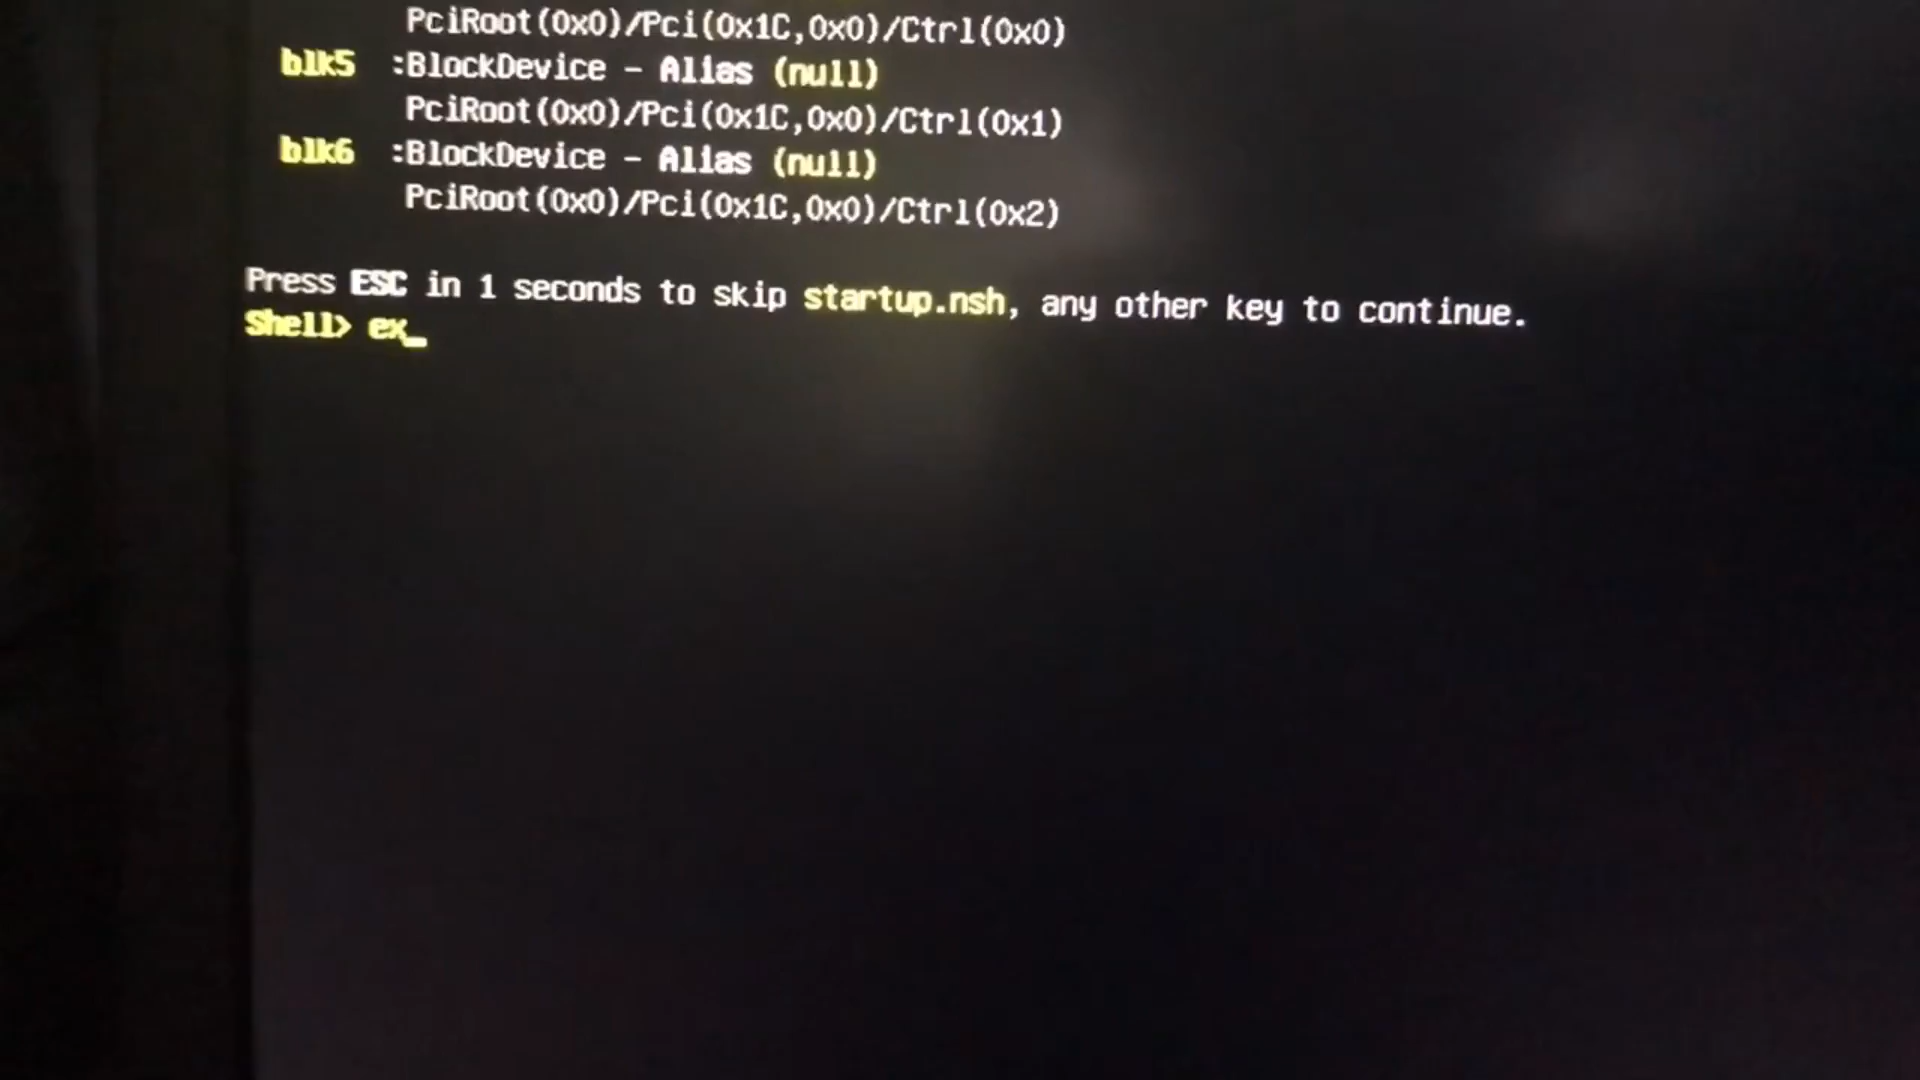 PciRoot(0x0)/Pci(0x1C,0x0)/Ctrl(0x0)
blk5 :BlockDevice - Alias (null)
PciRoot(0x0)/Pci(0x1C,0x0)/Ctrl(0x1)
blk6 :BlockDevice - Alias (null)
PciRoot(0x0)/Pci(0x1C,0x0)/Ctrl(0x2)
Press ESC in 1 seconds to skip startup.nsh, any other key to continue.
Shell> ex_